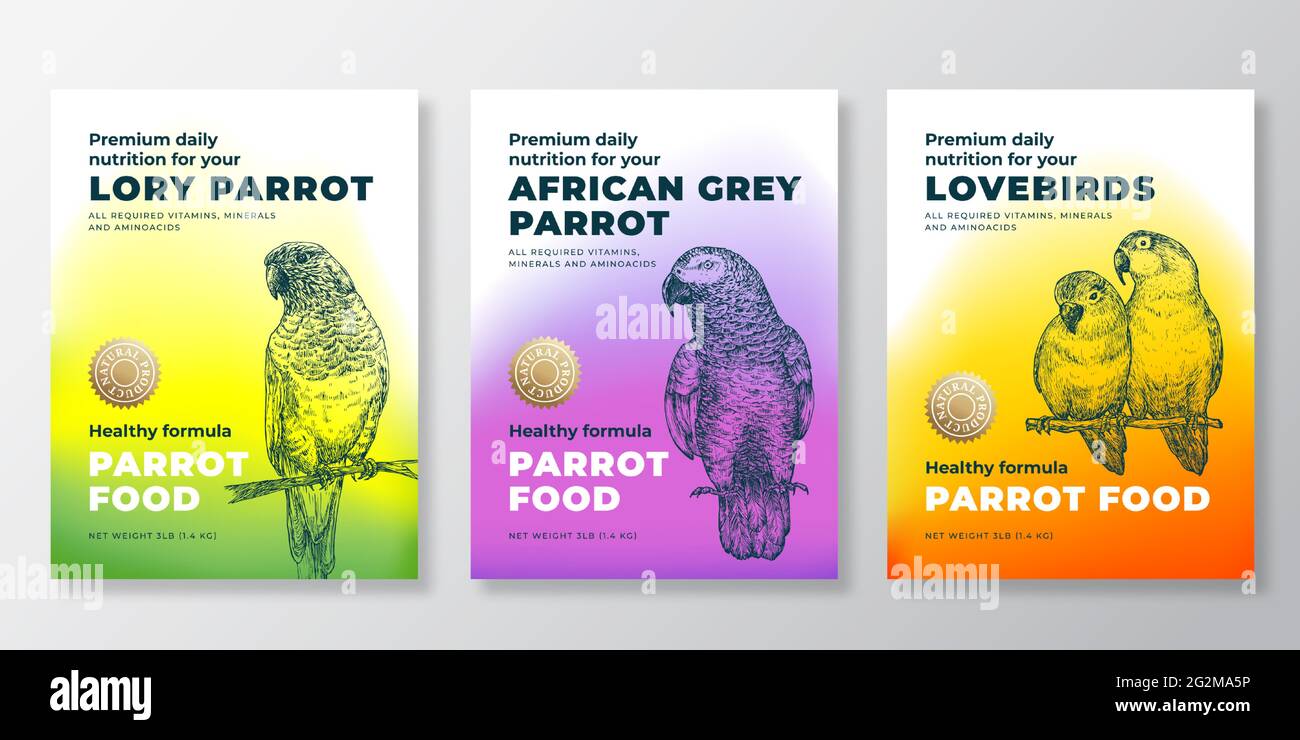 Premium daily
nutrition for your
LORY PARROT
ALL REQUIRED VITAMINS, MINERALS
AND AMINOACIDS
NATURAL PRODUCT
Healthy formula
PARROT
FOOD
NET WEIGHT 3LB (1.4 KG)
Premium daily
nutrition for your
AFRICAN GREY
PARROT
ALL REQUIRED VITAMINS,
MINERALS AND AMINOACIDS
NATURAL PRODUCT
Healthy formula
PARROT
FOOD
NET WEIGHT 3LB (1.4 KG)
Premium daily
nutrition for your
LOVEBIRDS
ALL REQUIRED VITAMINS, MINERALS
AND AMINOACIDS
NATURAL PRODUCT
Healthy formula
PARROT FOOD
NET WEIGHT 3LB (1.4 KG)
alamy
alamy
alamy
a
a
a
a
a
a
a
alamy
Image ID: 2G2MA5P
www.alamy.com